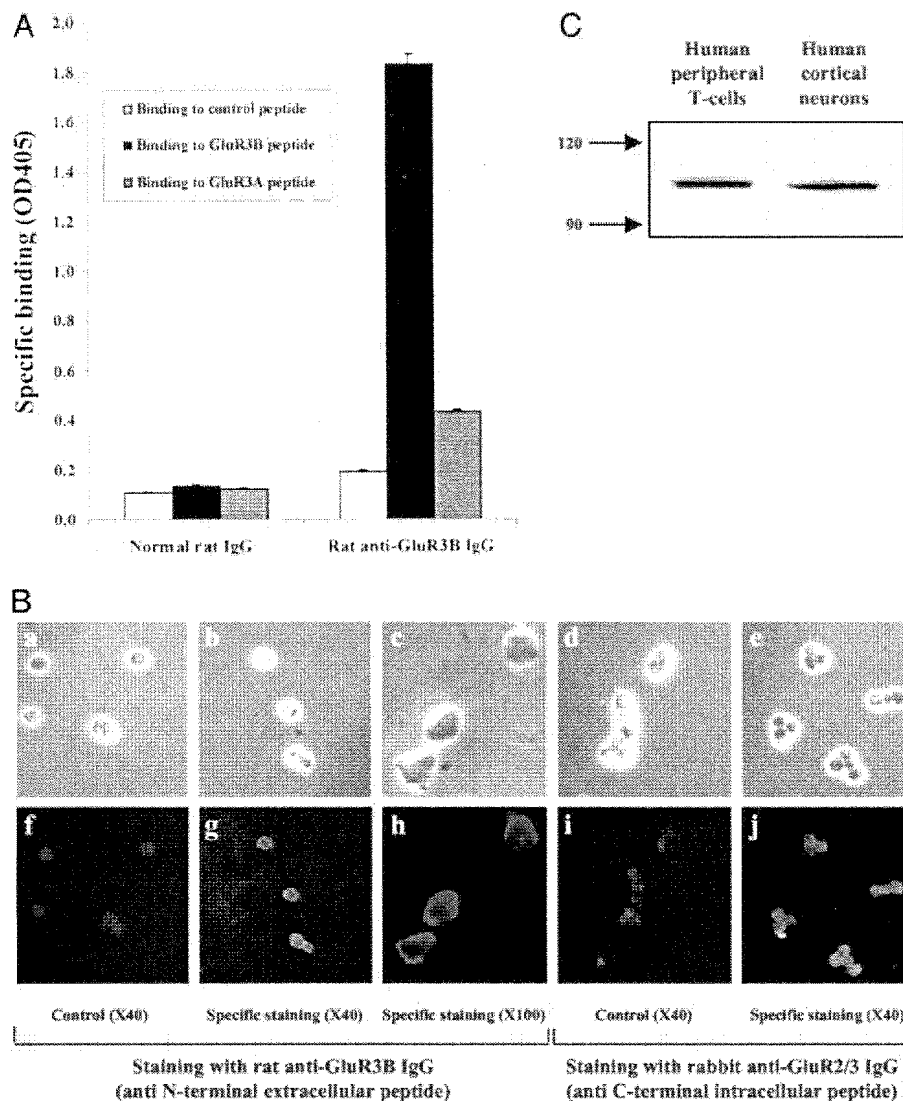 A
Specific binding (OD405)
2.0
1.8
1.6
1.4
1.2
1.0
0.8
0.6
0.4
0.2
0.0
Binding to control peptide
Binding to GluR3B peptide
Binding to GluR3A peptide
Normal rat IgG
Rat anti-GluR3B IgG
C
Human peripheral T-cells
Human cortical neurons
120
90
B
a
b
c
d
e
f
g
h
i
j
Control (X40)
Specific staining (X40)
Specific staining (X100)
Control (X40)
Specific staining (X40)
Staining with rat anti-GluR3B IgG
(anti N-terminal extracellular peptide)
Staining with rabbit anti-GluR2/3 IgG
(anti C-terminal intracellular peptide)